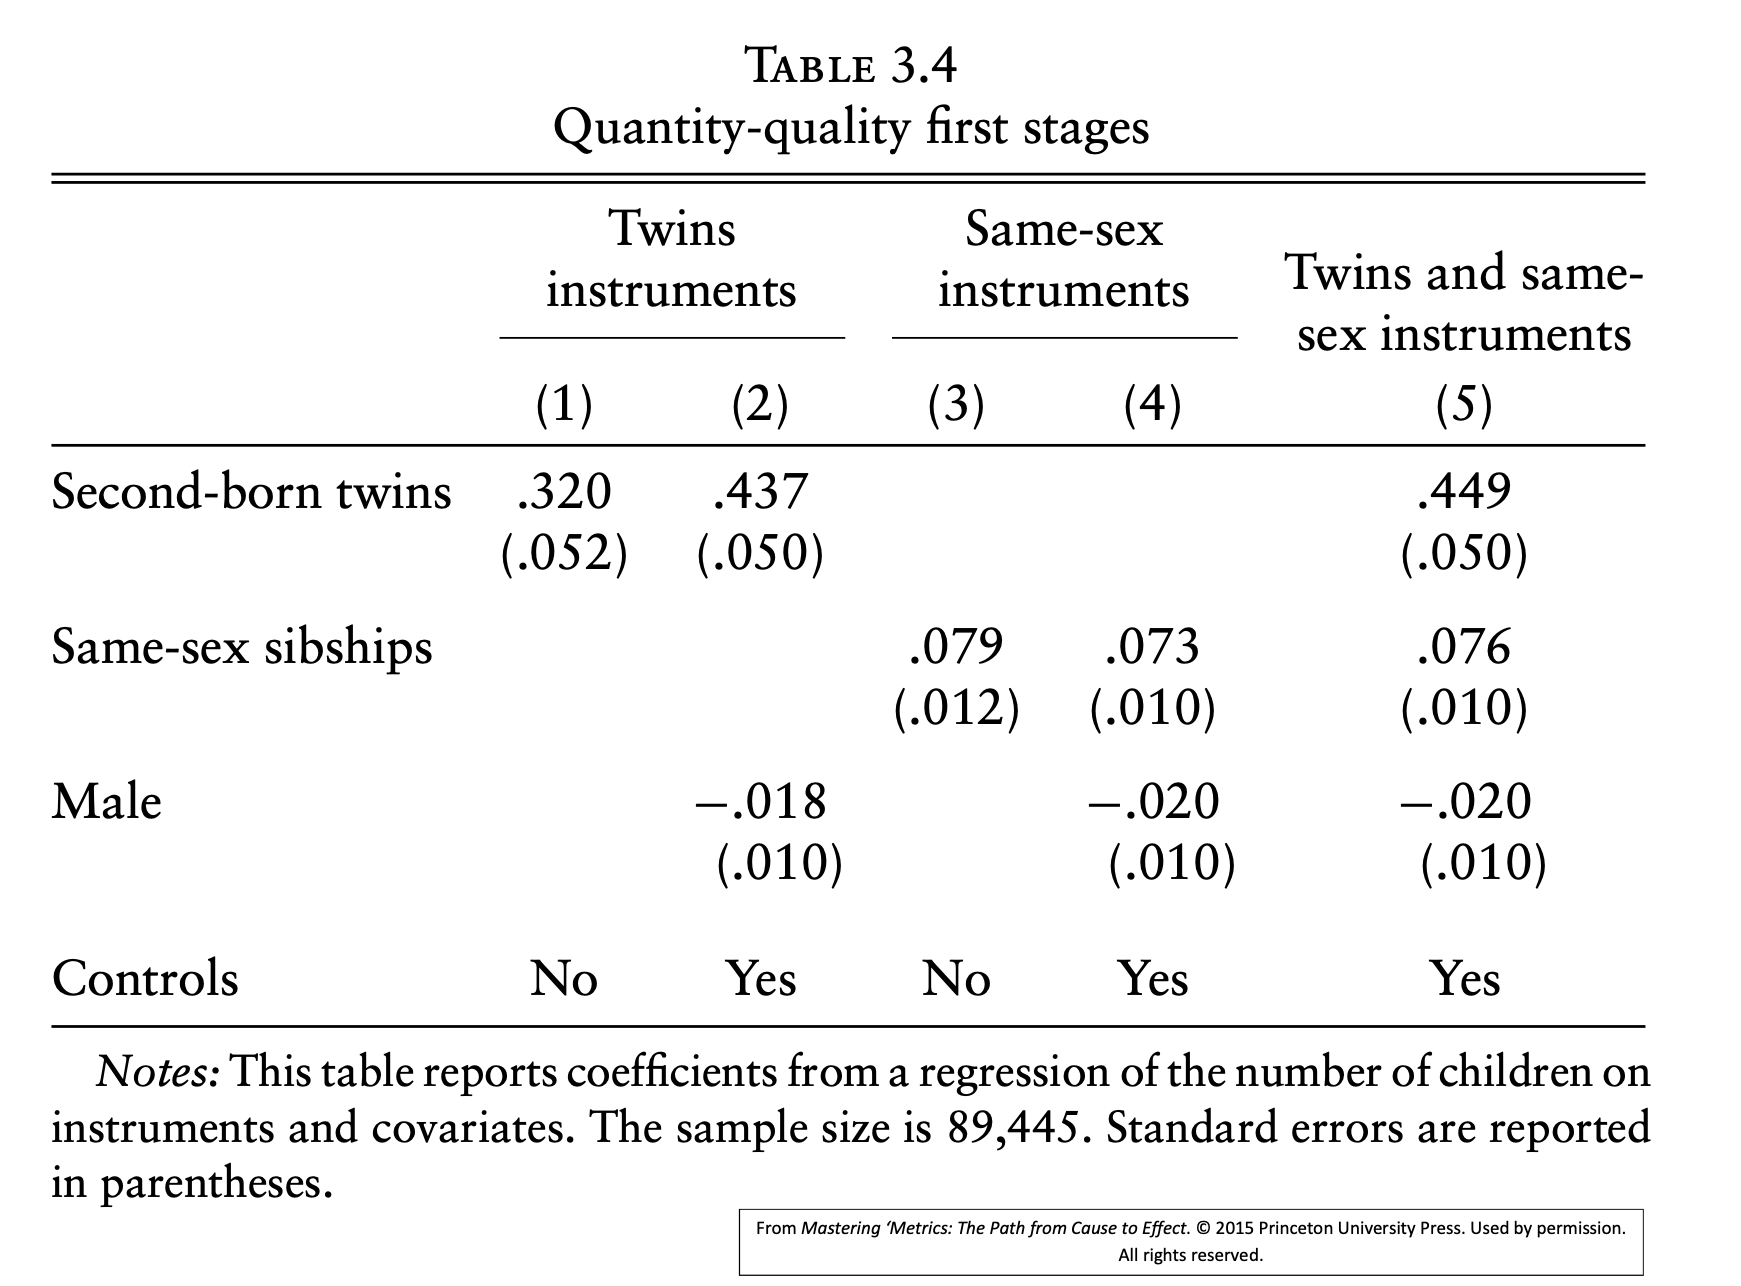 TABLE 3.4
Quantity-quality first stages
Twins instruments Same-sex instruments Twins and same-sex instruments
(1) (2) (3) (4) (5)
Second-born twins .320 .437 .449
(.052) (.050) (.050)
Same-sex sibships .079 .073 .076
(.012) (.010) (.010)
Male −.018 −.020 −.020
(.010) (.010) (.010)
Controls No Yes No Yes Yes
Notes: This table reports coefficients from a regression of the number of children on
instruments and covariates. The sample size is 89,445. Standard errors are reported
in parentheses.
From Mastering ‘Metrics: The Path from Cause to Effect. © 2015 Princeton University Press. Used by permission.
All rights reserved.